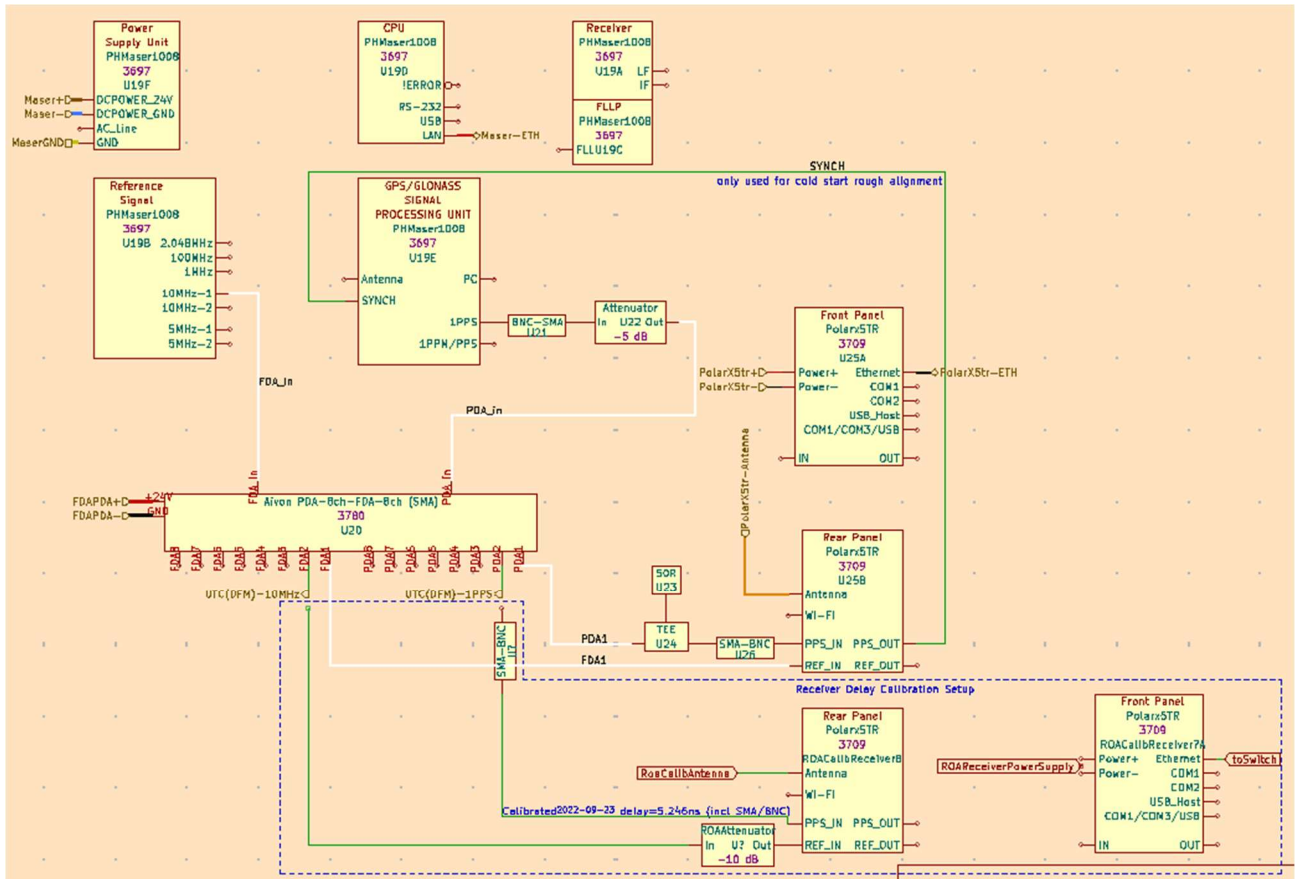 Power
Supply Unit
PHMaser1008
3697
U19F
Maser+
DCPOWER_24V
Maser-
DCPOWER_GND
AC_Line
MaserGND
GND
CPU
PHMaser1008
3697
U19D
!ERROR
RS-232
USB
LAN
Maser-ETH
Receiver
PHMaser1008
3697
U19A
LF
IF
FLLP
PHMaser1008
3697
FLLU19C
SYNCH
only used for cold start rough alignment
Reference
Signal
PHMaser1008
3697
U19B
2.048MHz
100MHz
1MHz
10MHz-1
10MHz-2
5MHz-1
5MHz-2
GPS/GLONASS
SIGNAL
PROCESSING UNIT
PHMaser1008
3697
U19E
Antenna
PC
SYNCH
1PPS
1PPM/PPS
BNC-SMA
U21
Attenuator
In U22 Out
-5 dB
Front Panel
Polarx5TR
3709
U25A
PolarX5tr+
Power+
Ethernet
PolarX5tr-ETH
PolarX5tr-
Power-
COM1
COM2
USB_Host
COM1/COM3/USB
IN
OUT
FDA_in
PDA_in
PolarX5tr-Antenna
FDA_In
PDA_In
FDAPDA+
+24V
FDAPDA-
GND
Aivon PDA-8ch-FDA-8ch (SMA)
3780
U20
FDA8
FDA7
FDA6
FDA5
FDA4
FDA3
FDA2
FDA1
PDA8
PDA7
PDA6
PDA5
PDA4
PDA3
PDA2
PDA1
UTC(DFM)-10MHz
UTC(DFM)-1PPS
50R
U23
TEE
U24
SMA-BNC
U26
PDA1
FDA1
SMA-BNC
U?
Rear Panel
Polarx5TR
3709
U25B
Antenna
WI-FI
PPS_IN
PPS_OUT
REF_IN
REF_OUT
Receiver Delay Calibration Setup
Rear Panel
Polarx5TR
3709
ROACalibReceiverB
RoaCalibAntenna
Antenna
WI-FI
Calibrated2022-09-23 delay=5.246ns (incl SMA/BNC)
PPS_IN
PPS_OUT
REF_IN
REF_OUT
ROAAttenuator
In U? Out
-10 dB
Front Panel
Polarx5TR
3709
ROACalibReceiver?A
ROAReceiverPowerSupply
Power+
Ethernet
toSwitch
Power-
COM1
COM2
USB_Host
COM1/COM3/USB
IN
OUT